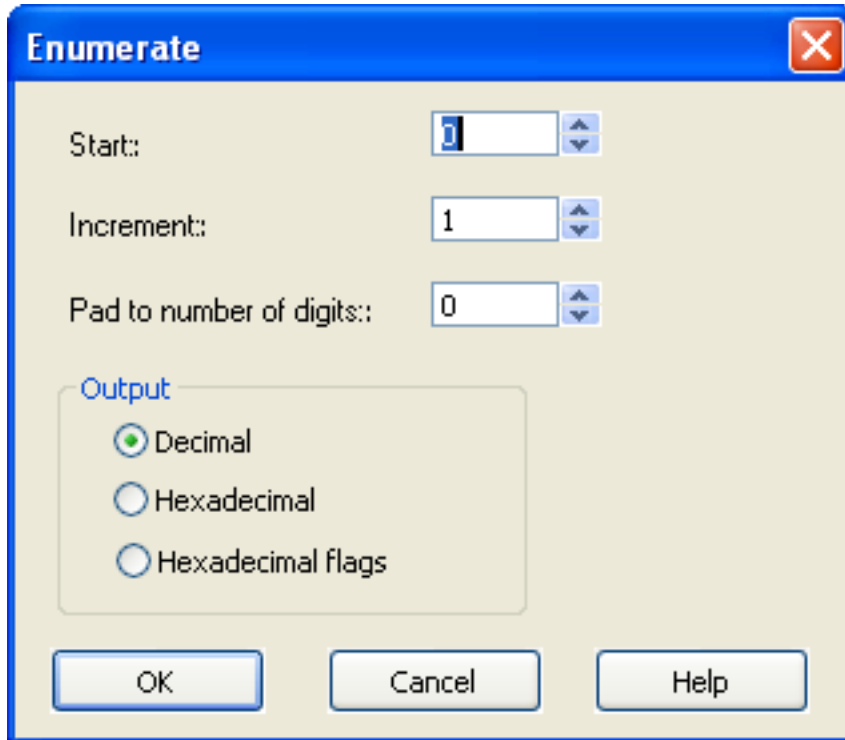 Enumerate
Start:: 0
Increment:: 1
Pad to number of digits:: 0
Output
Decimal
Hexadecimal
Hexadecimal flags
OK Cancel Help